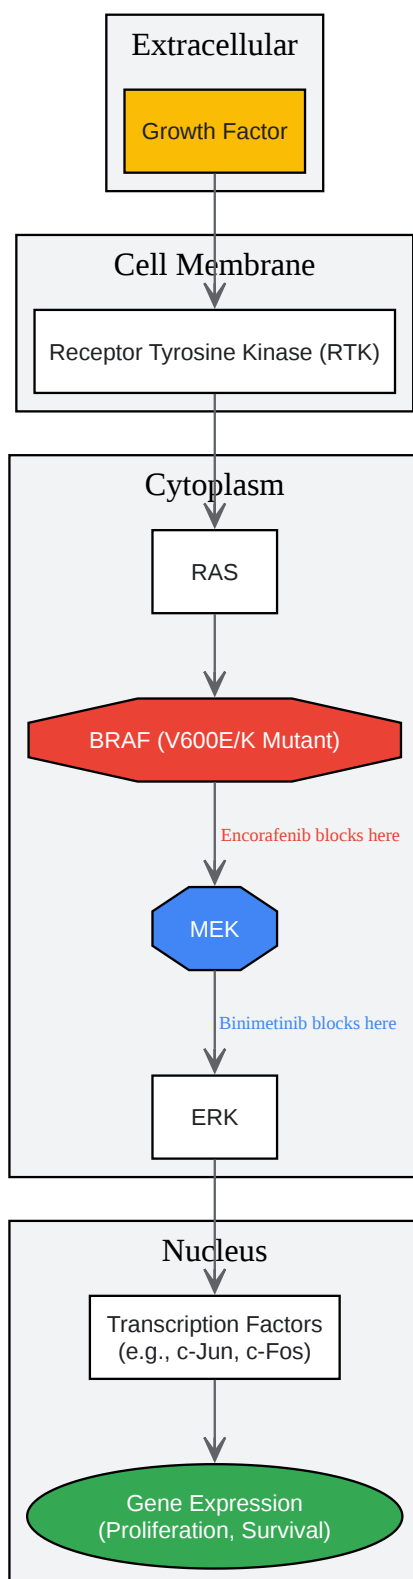 Extracellular
Growth Factor
Cell Membrane
Receptor Tyrosine Kinase (RTK)
Cytoplasm
RAS
BRAF (V600E/K Mutant)
Encorafenib blocks here
MEK
Binimetinib blocks here
ERK
Nucleus
Transcription Factors
(e.g., c-Jun, c-Fos)
Gene Expression
(Proliferation, Survival)